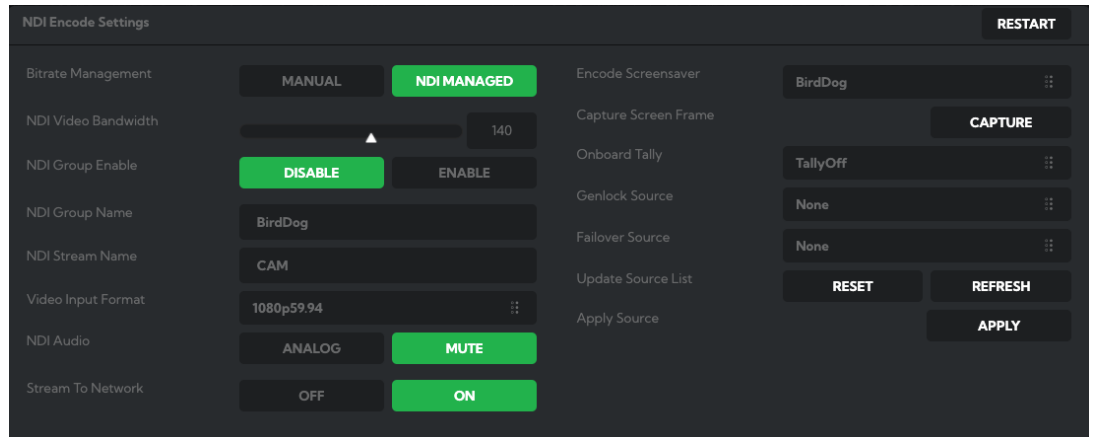 NDI Encode Settings
RESTART
Bitrate Management
MANUAL
NDI MANAGED
NDI Video Bandwidth
140
NDI Group Enable
DISABLE
ENABLE
NDI Group Name
BirdDog
NDI Stream Name
CAM
Video Input Format
1080p59.94
NDI Audio
ANALOG
MUTE
Stream To Network
OFF
ON
Encode Screensaver
BirdDog
Capture Screen Frame
CAPTURE
Onboard Tally
TallyOff
Genlock Source
None
Failover Source
None
Update Source List
RESET
REFRESH
Apply Source
APPLY